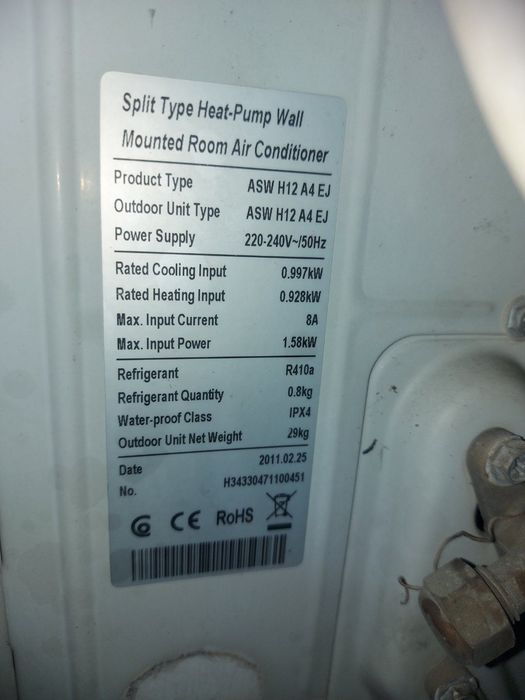 Split Type Heat-Pump Wall
Mounted Room Air Conditioner
Product Type ASW H12 A4 EJ
Outdoor Unit Type ASW H12 A4 EJ
Power Supply 220-240V~/50Hz
Rated Cooling Input 0.997kW
Rated Heating Input 0.928kW
Max. Input Current 8A
Max. Input Power 1.58kW
Refrigerant R410a
Refrigerant Quantity 0.8kg
Water-proof Class IPX4
Outdoor Unit Net Weight 29kg
Date 2011.02.25
No. H34330471100451
CE RoHS